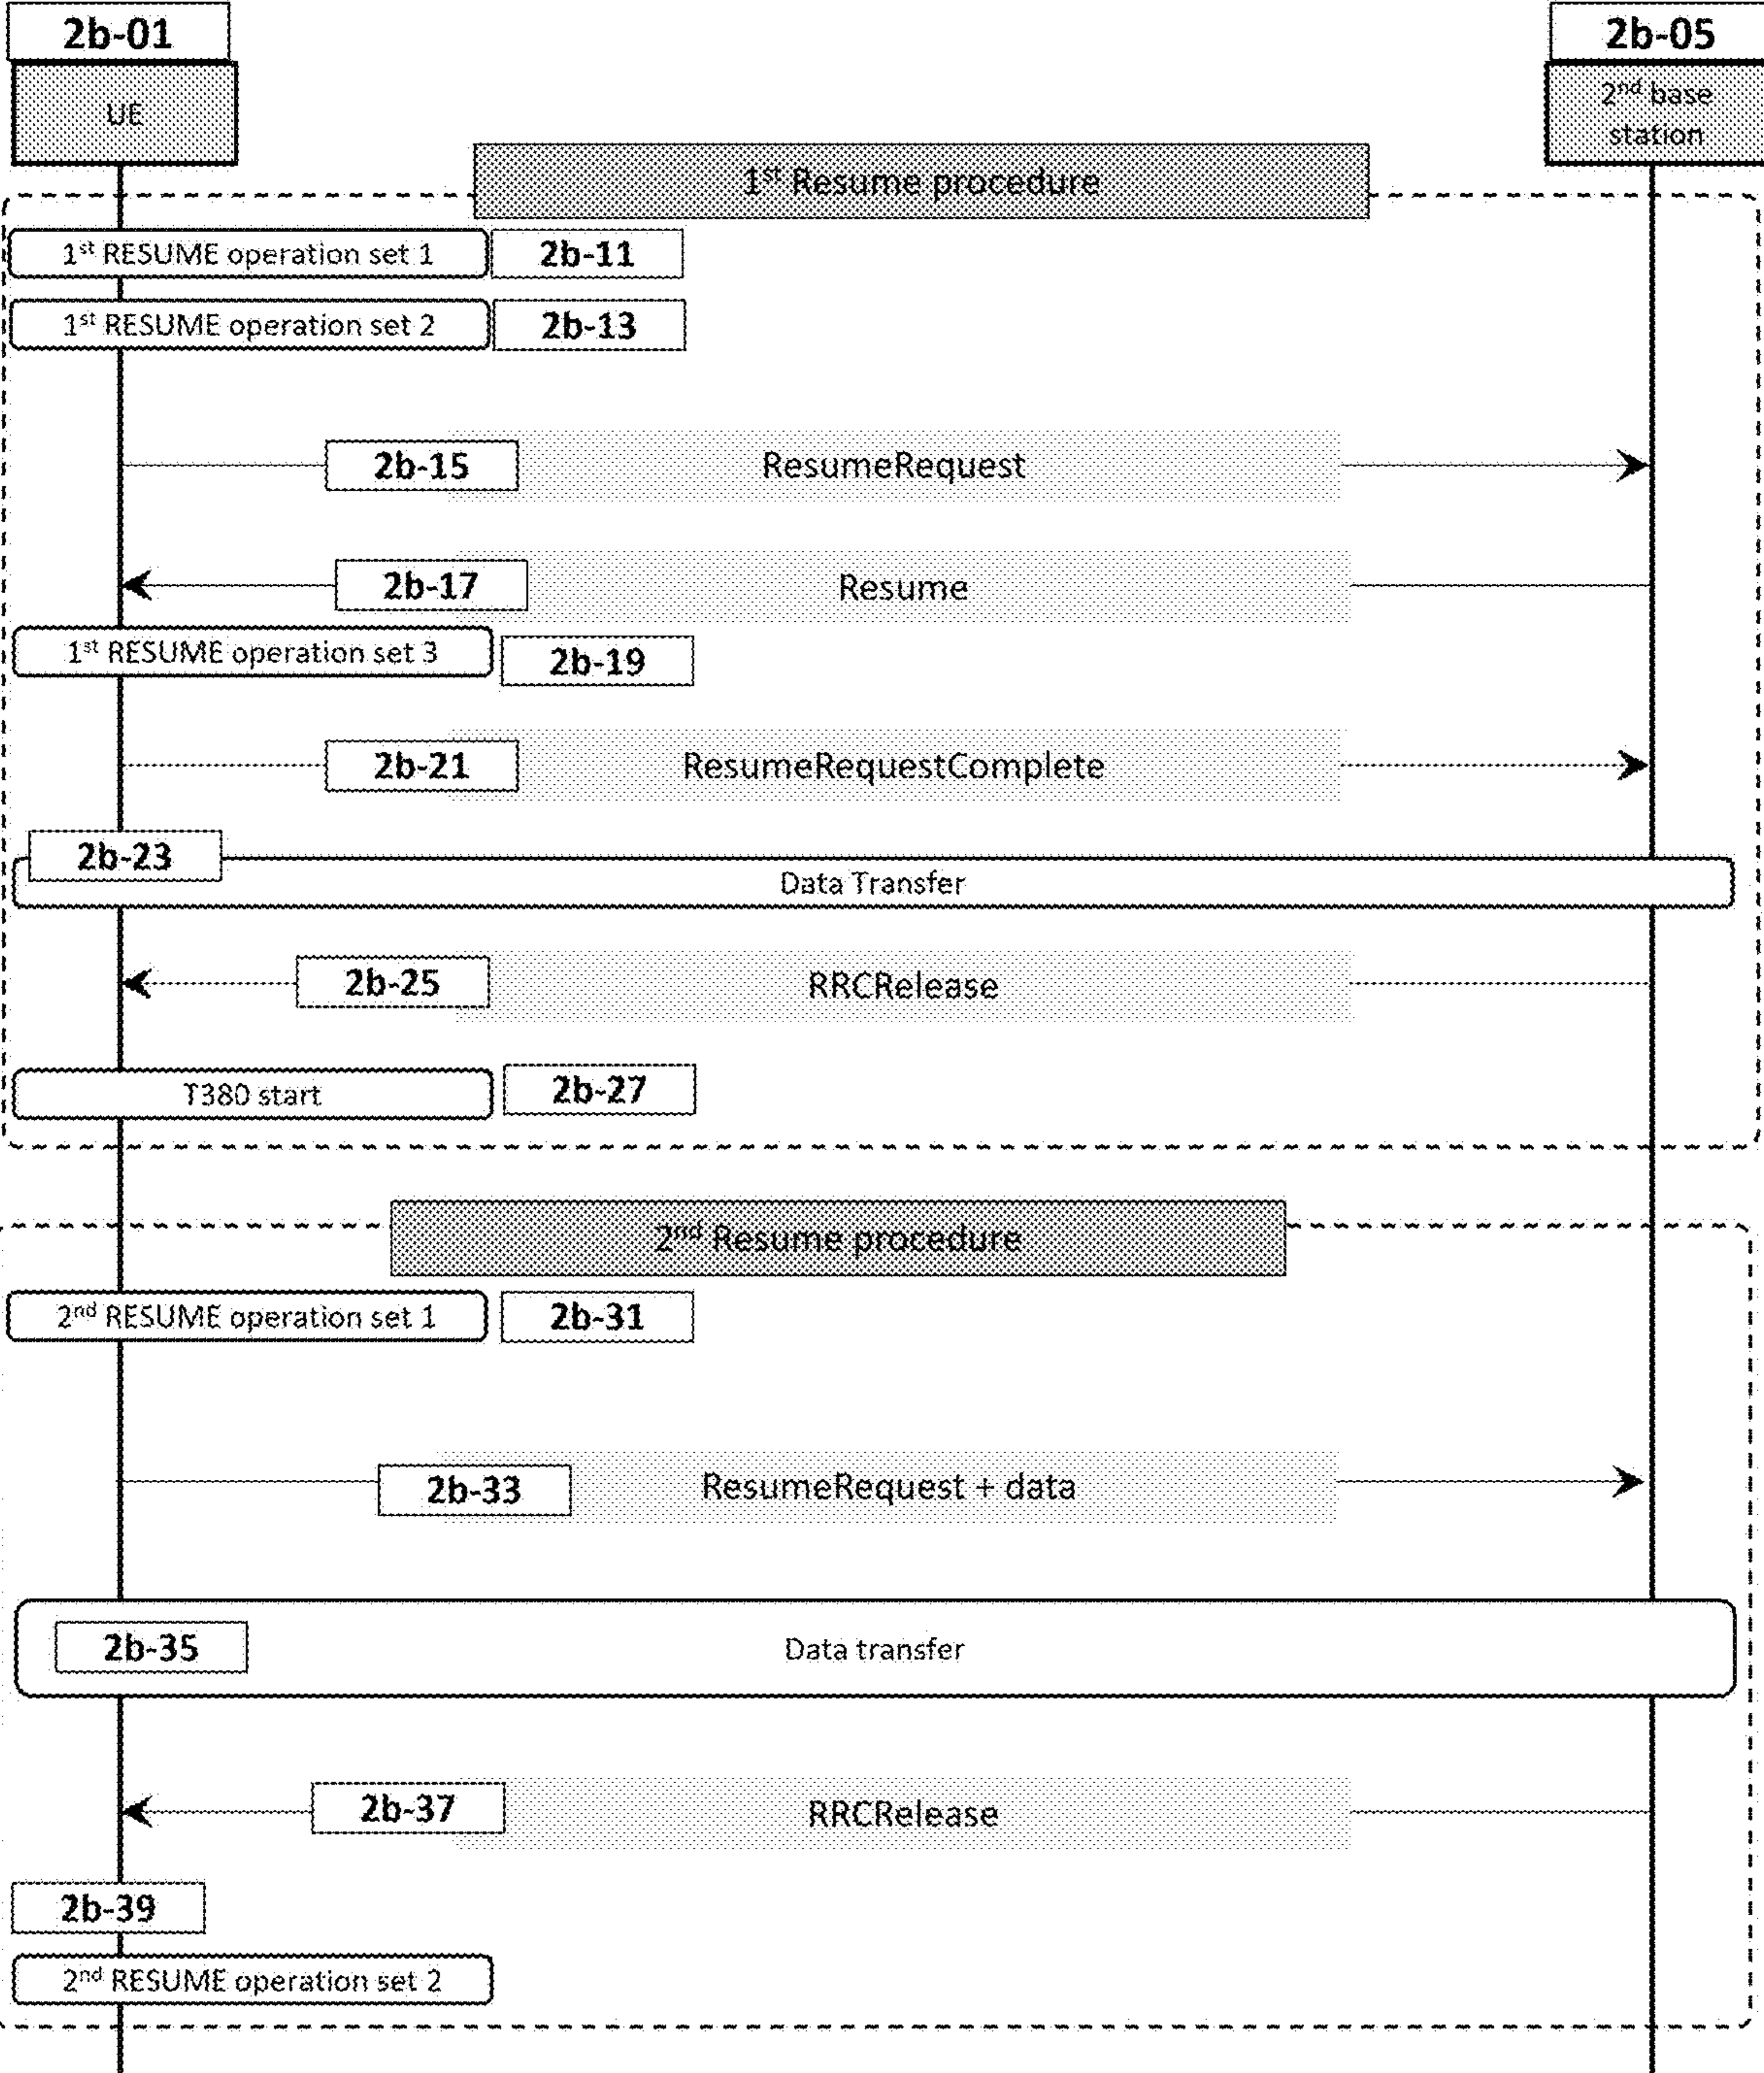 2b-01
2b-05
UE
2nd base
station
1st Resume procedure
1st RESUME operation set 1
2b-11
1st RESUME operation set 2
2b-13
2b-15
ResumeRequest
2b-17
Resume
1st RESUME operation set 3
2b-19
2b-21
ResumeRequestComplete
2b-23
Data Transfer
2b-25
RRCRelease
T380 start
2b-27
2nd Resume procedure
2nd RESUME operation set 1
2b-31
2b-33
ResumeRequest + data
2b-35
Data transfer
2b-37
RRCRelease
2b-39
2nd RESUME operation set 2